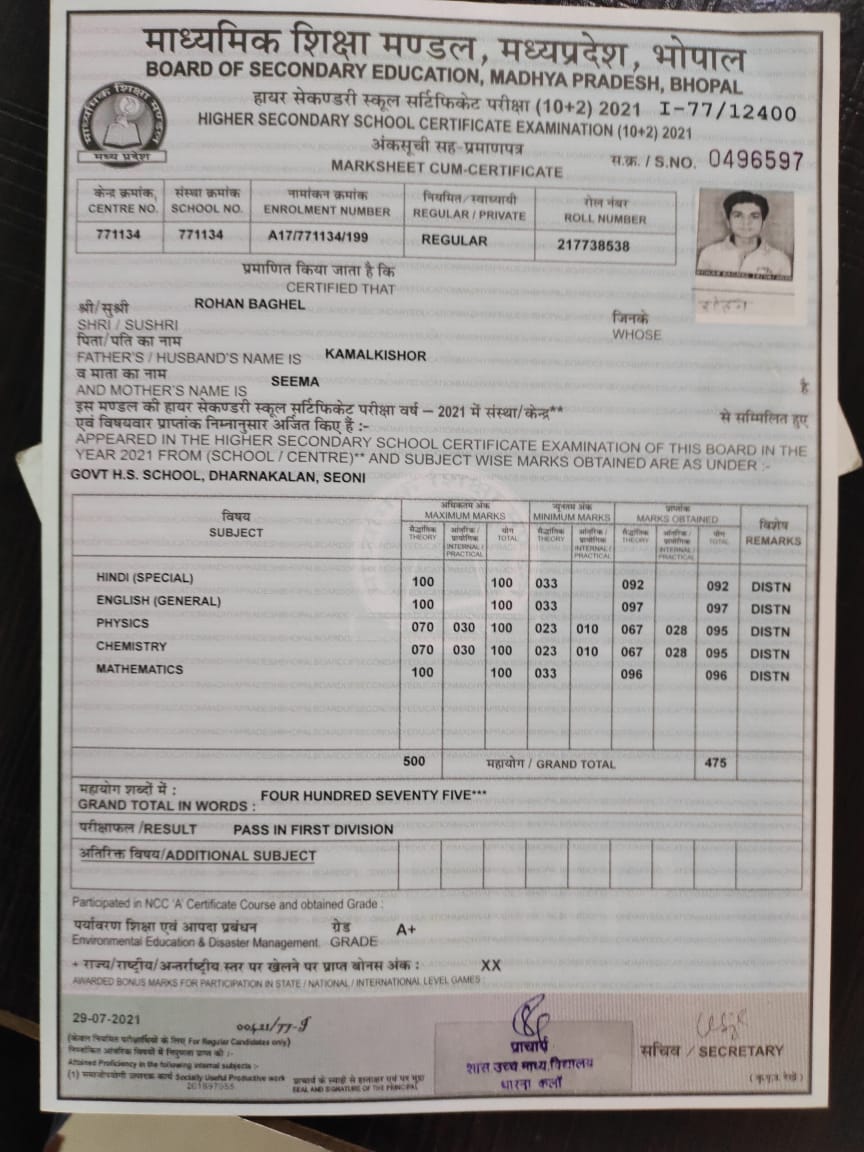 माध्यमिक शिक्षा मण्डल, मध्यप्रदेश, भोपाल
BOARD OF SECONDARY EDUCATION, MADHYA PRADESH, BHOPAL
हायर सेकण्डरी स्कूल सर्टिफिकेट परीक्षा (10+2) 2021 I-77/12400
HIGHER SECONDARY SCHOOL CERTIFICATE EXAMINATION (10+2) 2021
अंकसूची सह-प्रमाणपत्र
MARKSHEET CUM-CERTIFICATE
स.क्र. / S.NO. 0496597
माध्यमिक शिक्षा मण्डल
मध्य प्रदेश
केन्द्र क्रमांक, संस्था क्रमांक नामांकन क्रमांक नियमित/स्वाध्यायी रोल नंबर
CENTRE NO. SCHOOL NO. ENROLMENT NUMBER REGULAR / PRIVATE ROLL NUMBER
771134 771134 A17/771134/199 REGULAR 217738538
ROHAN BAGHEL
रोहन
प्रमाणित किया जाता है कि
CERTIFIED THAT
श्री/सुश्री ROHAN BAGHEL जिनके
SHRI / SUSHRI WHOSE
पिता/पति का नाम
FATHER'S / HUSBAND'S NAME IS KAMALKISHOR
व माता का नाम
AND MOTHER'S NAME IS SEEMA है
इस मण्डल की हायर सेकण्डरी स्कूल सर्टिफिकेट परीक्षा वर्ष – 2021 में संस्था/केन्द्र** से सम्मिलित हुए
एवं विषयवार प्राप्तांक निम्नानुसार अर्जित किए हैं :-
APPEARED IN THE HIGHER SECONDARY SCHOOL CERTIFICATE EXAMINATION OF THIS BOARD IN THE
YEAR 2021 FROM (SCHOOL / CENTRE)** AND SUBJECT WISE MARKS OBTAINED ARE AS UNDER :-
GOVT H.S. SCHOOL, DHARNAKALAN, SEONI
विषय अधिकतम अंक न्यूनतम अंक प्राप्तांक विशेष
SUBJECT MAXIMUM MARKS MINIMUM MARKS MARKS OBTAINED REMARKS
सैद्धांतिक आंतरिक / प्रायोगिक योग सैद्धांतिक आंतरिक / प्रायोगिक सैद्धांतिक आंतरिक / प्रायोगिक योग
THEORY INTERNAL / PRACTICAL TOTAL THEORY INTERNAL / PRACTICAL THEORY INTERNAL / PRACTICAL TOTAL
HINDI (SPECIAL) 100 100 033 092 092 DISTN
ENGLISH (GENERAL) 100 100 033 097 097 DISTN
PHYSICS 070 030 100 023 010 067 028 095 DISTN
CHEMISTRY 070 030 100 023 010 067 028 095 DISTN
MATHEMATICS 100 100 033 096 096 DISTN
500 महायोग / GRAND TOTAL 475
महायोग शब्दों में :
GRAND TOTAL IN WORDS : FOUR HUNDRED SEVENTY FIVE***
परीक्षाफल /RESULT PASS IN FIRST DIVISION
अतिरिक्त विषय/ADDITIONAL SUBJECT
Participated in NCC 'A' Certificate Course and obtained Grade :
पर्यावरण शिक्षा एवं आपदा प्रबंधन ग्रेड A+
Environmental Education & Disaster Management. GRADE
+ राज्य/राष्ट्रीय/अन्तर्राष्ट्रीय स्तर पर खेलने पर प्राप्त बोनस अंक : XX
AWARDED BONUS MARKS FOR PARTICIPATION IN STATE / NATIONAL / INTERNATIONAL LEVEL GAMES :
29-07-2021
(केवल नियमित परीक्षार्थियों के लिए For Regular Candidates only)
निम्नांकित आंतरिक विषयों में निपुणता प्राप्त की :-
Attained Proficiency in the following internal subjects :-
(1) समाजोपयोगी उत्पादक कार्य Socially Useful Productive work
प्राचार्य के स्याही से हस्ताक्षर एवं पद मुद्रा
SEAL AND SIGNATURE OF THE PRINCIPAL
प्राचार्य
शास उच्च माध्य.विद्यालय
धारना कलाँ
सचिव / SECRETARY
(कृ.पृ.उ. देखें)